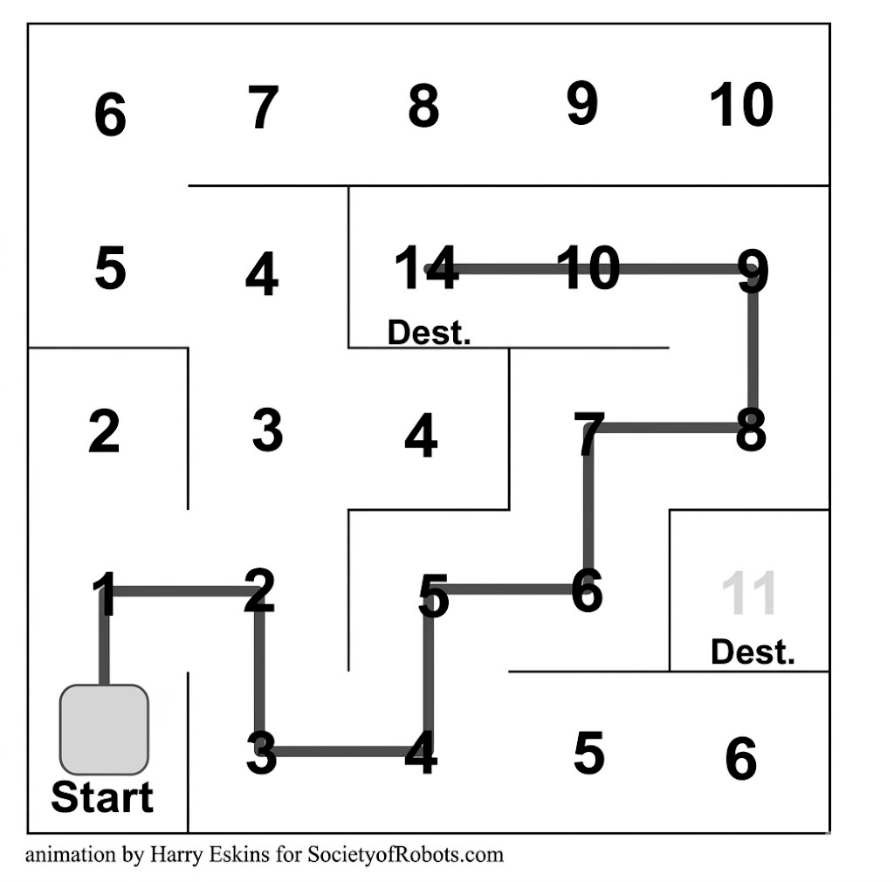 6 7 8 9 10
5 4 14 10 9
Dest.
2 3 4 7 8
1 2 5 6 11
Dest.
3 4 5 6
Start
animation by Harry Eskins for SocietyofRobots.com